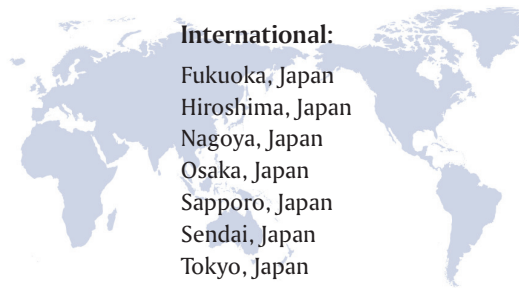 International:
Fukuoka, Japan
Hiroshima, Japan
Nagoya, Japan
Osaka, Japan
Sapporo, Japan
Sendai, Japan
Tokyo, Japan